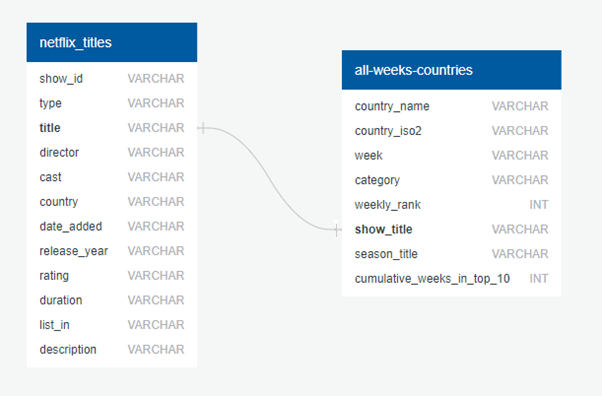 netflix_titles
show_id VARCHAR
type VARCHAR
title VARCHAR
director VARCHAR
cast VARCHAR
country VARCHAR
date_added VARCHAR
release_year VARCHAR
rating VARCHAR
duration VARCHAR
list_in VARCHAR
description VARCHAR
all-weeks-countries
country_name VARCHAR
country_iso2 VARCHAR
week VARCHAR
category VARCHAR
weekly_rank INT
show_title VARCHAR
season_title VARCHAR
cumulative_weeks_in_top_10 INT